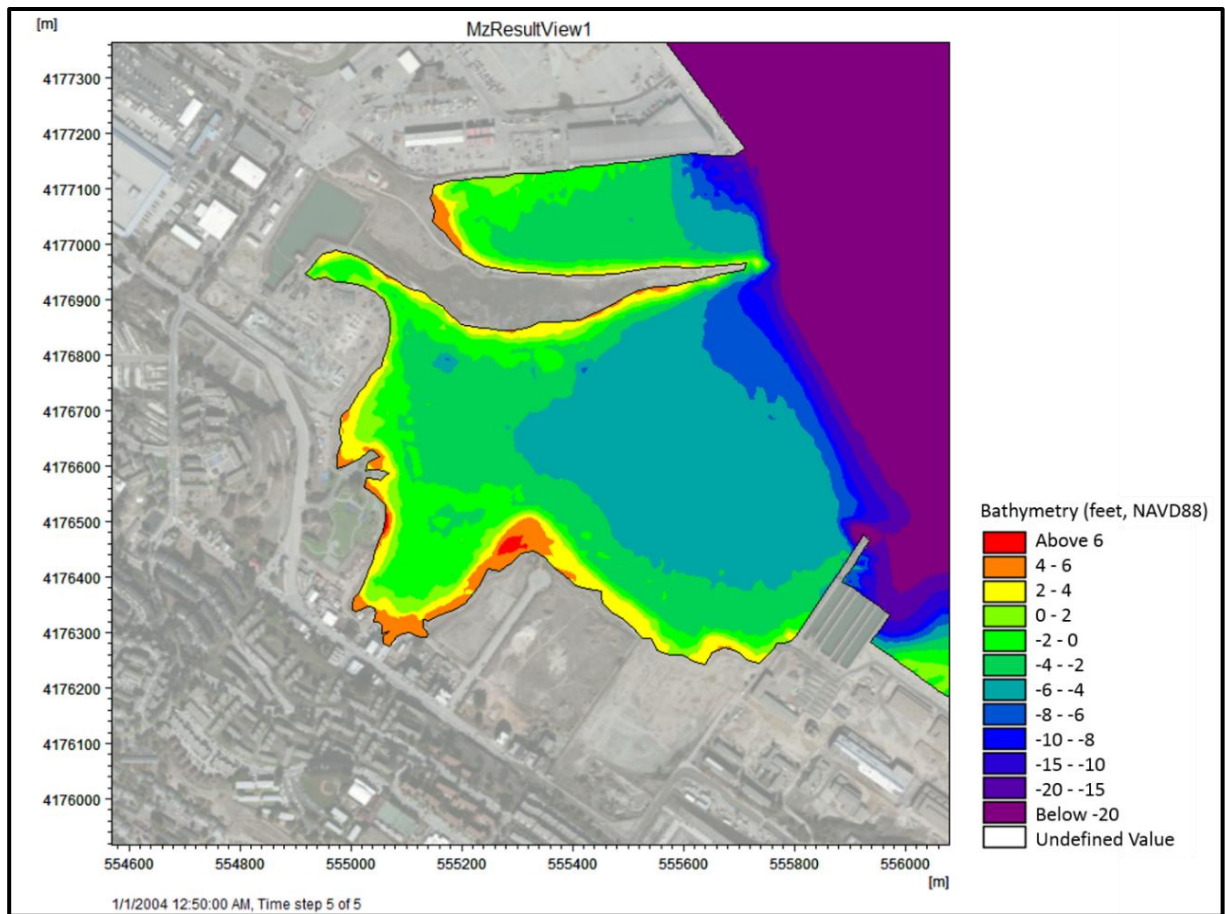 [m]
MzResultView1
4177300
4177200
4177100
4177000
4176900
4176800
4176700
4176600
4176500
4176400
4176300
4176200
4176100
4176000
554600 554800 555000 555200 555400 555600 555800 556000
[m]
1/1/2004 12:50:00 AM, Time step 5 of 5
Bathymetry (feet, NAVD88)
Above 6
4 - 6
2 - 4
0 - 2
-2 - 0
-4 - -2
-6 - -4
-8 - -6
-10 - -8
-15 - -10
-20 - -15
Below -20
Undefined Value